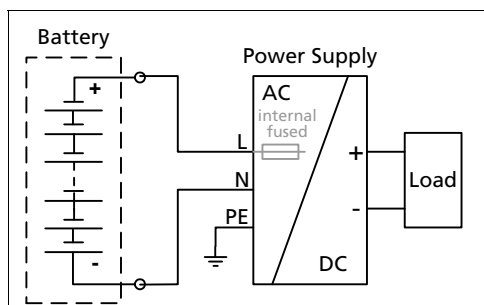 Battery
Power Supply
+
AC
internal
fused
L
N
PE
+
-
Load
-
DC